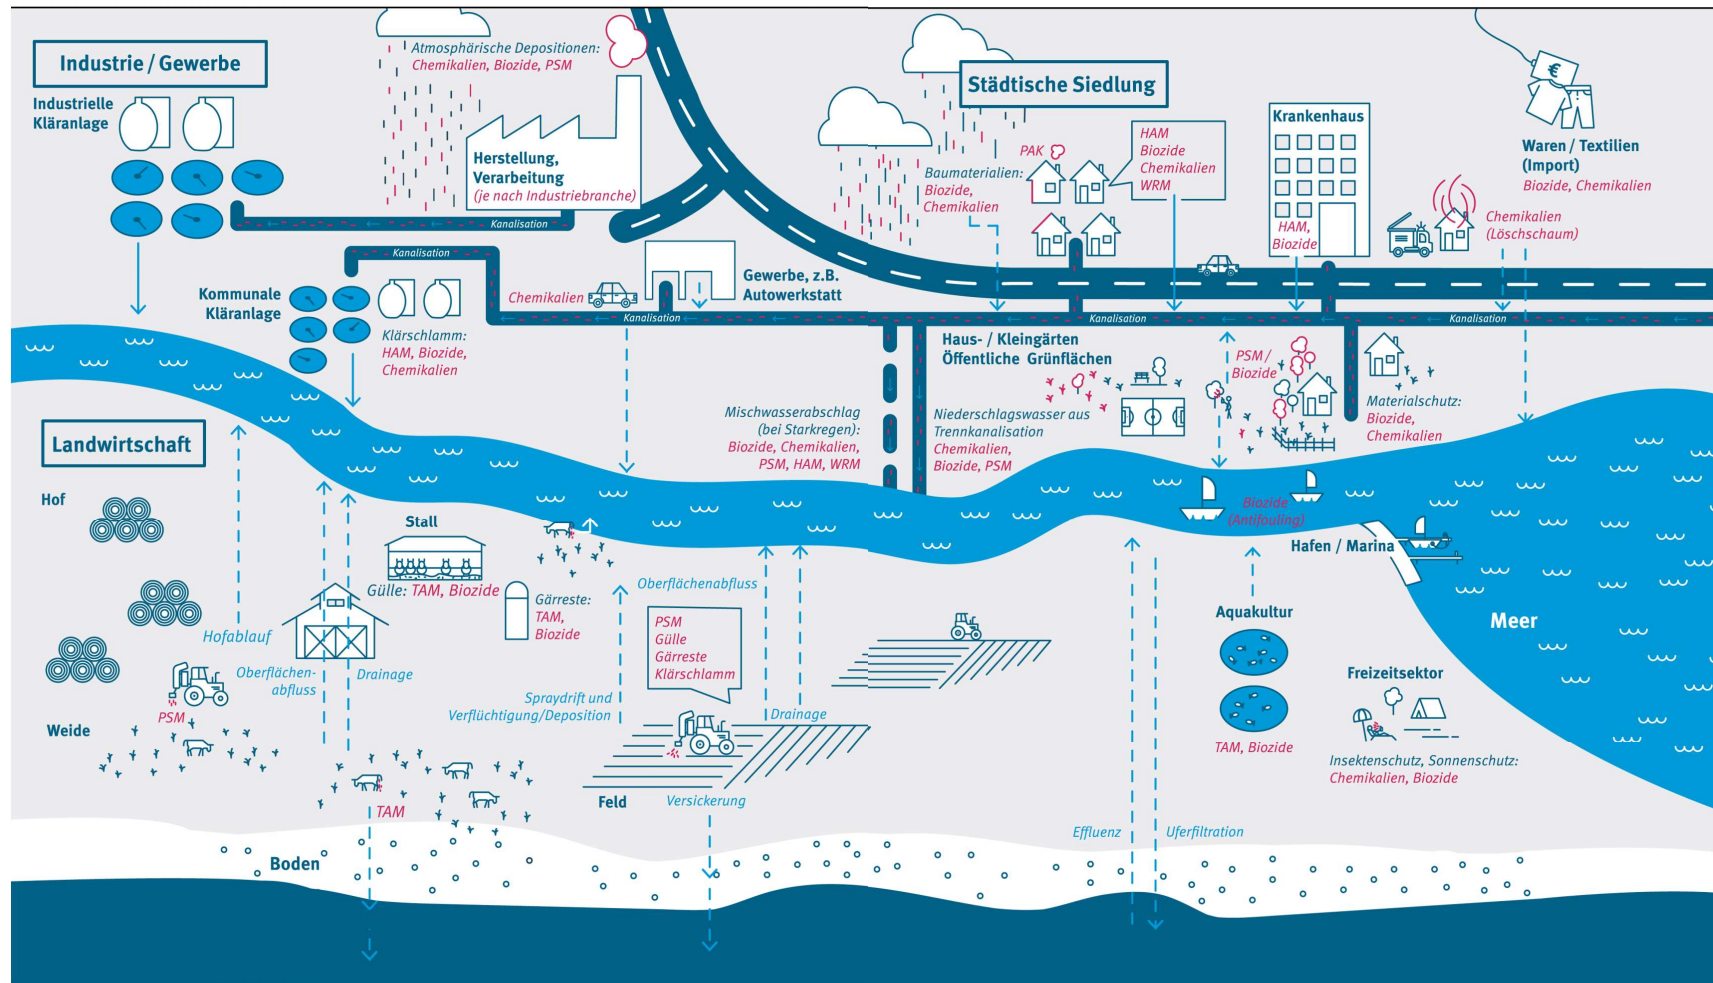 Industrie / Gewerbe
Industrielle
Kläranlage
Atmosphärische Depositionen:
Chemikalien, Biozide, PSM
Herstellung,
Verarbeitung
(je nach Industriebranche)
Kanalisation
Kanalisation
Kommunale
Kläranlage
Klärschlamm:
HAM, Biozide,
Chemikalien
Chemikalien
Gewerbe, z.B.
Autowerkstatt
Kanalisation
Städtische Siedlung
Baumaterialien:
Biozide,
Chemikalien
PAK
HAM
Biozide
Chemikalien
WRM
Krankenhaus
HAM,
Biozide
€
Waren / Textilien
(Import)
Biozide, Chemikalien
Chemikalien
(Löschschaum)
Kanalisation
Kanalisation
Haus- / Kleingärten
Öffentliche Grünflächen
PSM /
Biozide
Materialschutz:
Biozide,
Chemikalien
Mischwasserabschlag
(bei Starkregen):
Biozide, Chemikalien,
PSM, HAM, WRM
Niederschlagswasser aus
Trennkanalisation
Chemikalien,
Biozide, PSM
Biozide
(Antifouling)
Hafen / Marina
Meer
Landwirtschaft
Hof
Stall
Gülle: TAM, Biozide
Gärreste:
TAM,
Biozide
Hofablauf
Oberflächen-
abfluss
Drainage
PSM
Weide
TAM
Oberflächenabfluss
PSM
Gülle
Gärreste
Klärschlamm
Spraydrift und
Verflüchtigung/Deposition
Drainage
Feld
Versickerung
Aquakultur
TAM, Biozide
Freizeitsektor
Insektenschutz, Sonnenschutz:
Chemikalien, Biozide
Effluenz
Uferfiltration
Boden